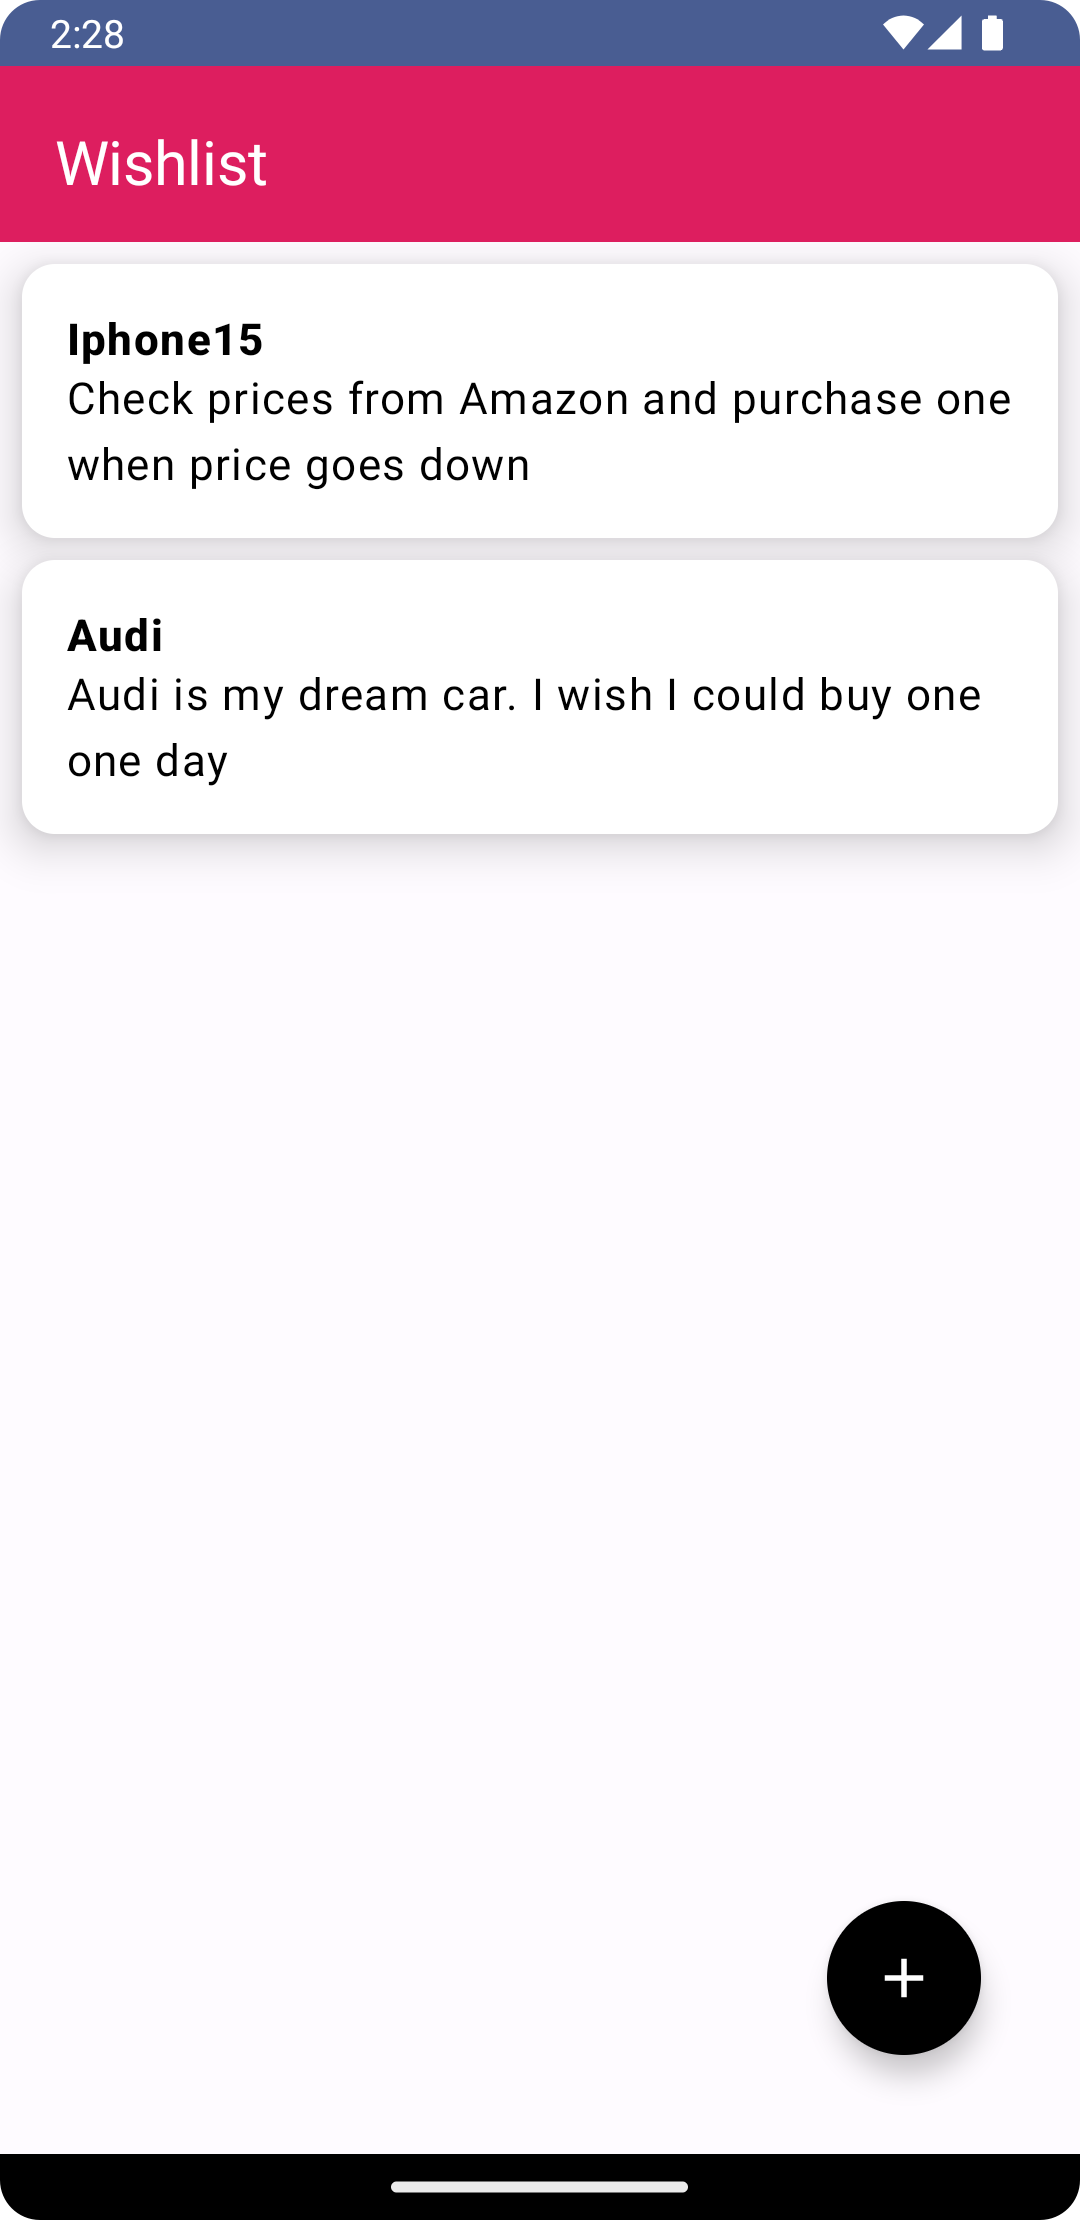 2:28
Wishlist
Iphone15
Check prices from Amazon and purchase one
when price goes down
Audi
Audi is my dream car. I wish I could buy one
one day